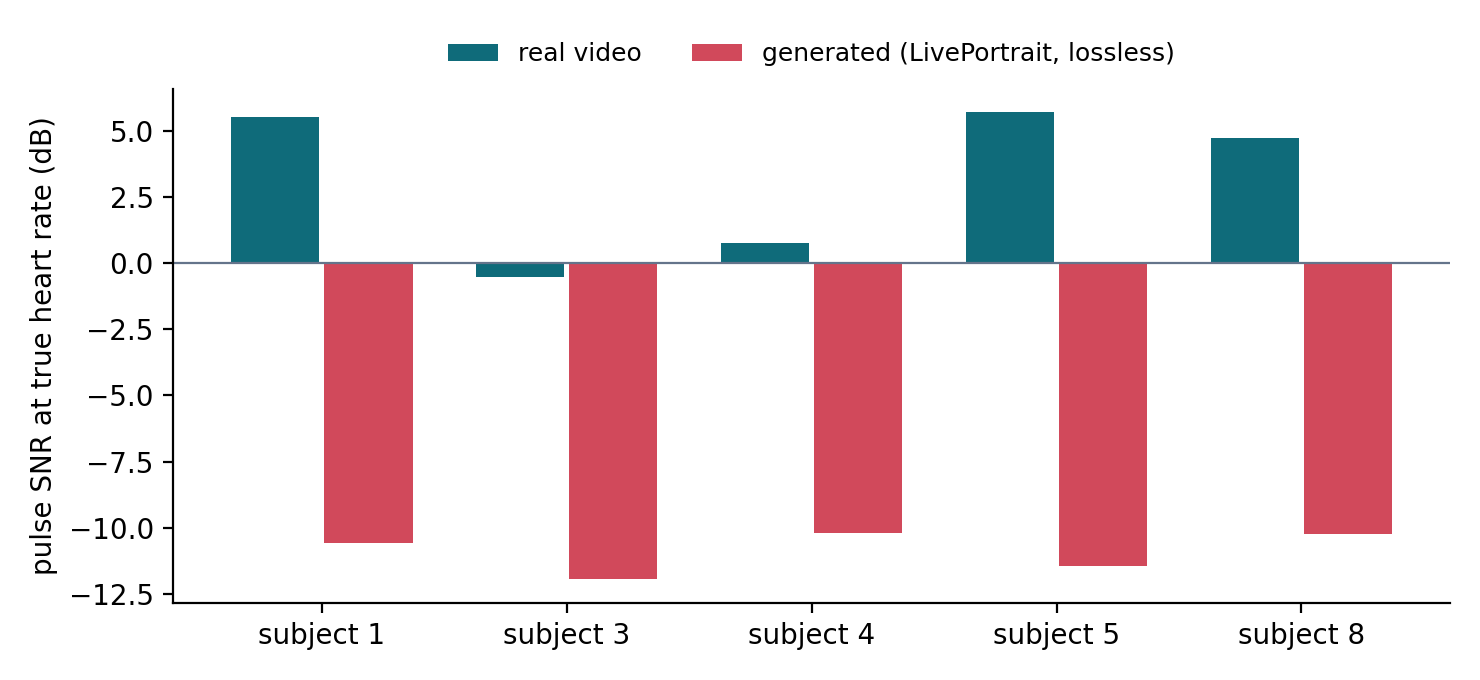 real video
generated (LivePortrait, lossless)
pulse SNR at true heart rate (dB)
5.0
2.5
0.0
−2.5
−5.0
−7.5
−10.0
−12.5
subject 1
subject 3
subject 4
subject 5
subject 8